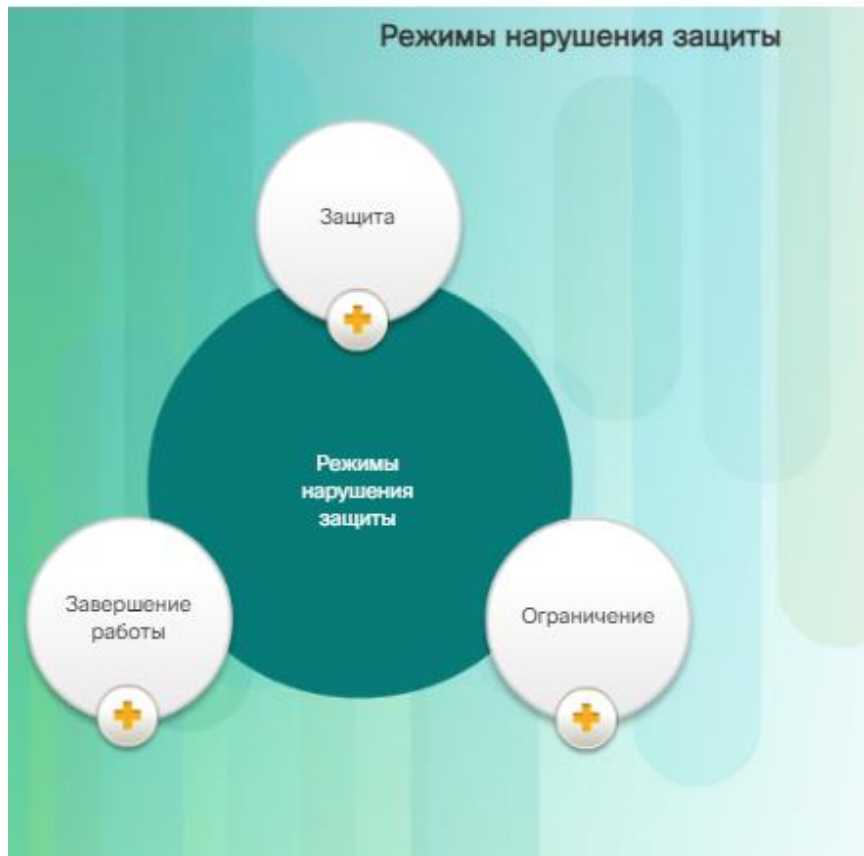 Режимы нарушения защиты
Защита
Режимы
нарушения
защиты
Завершение
работы
Ограничение